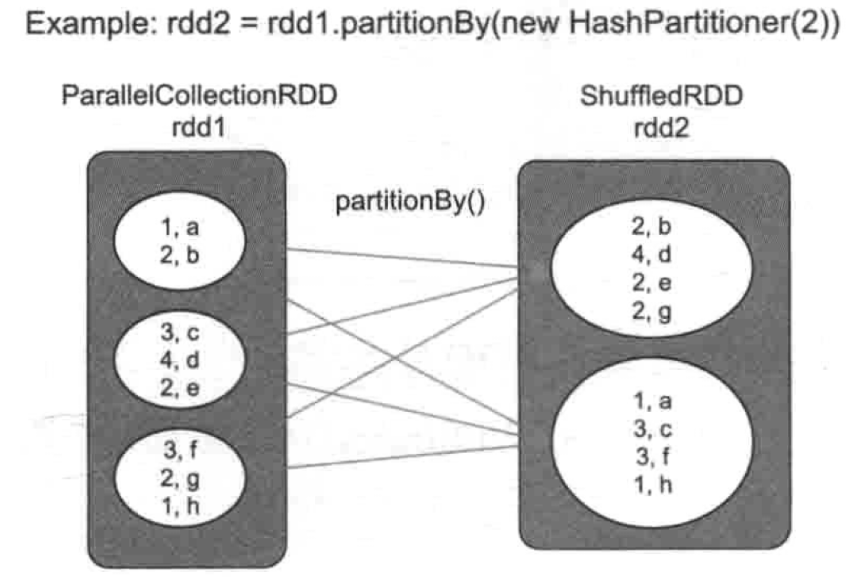 Example: rdd2 = rdd1.partitionBy(new HashPartitioner(2))
ParallelCollectionRDD
rdd1
ShuffledRDD
rdd2
partitionBy()
1, a
2, b
3, c
4, d
2, e
3, f
2, g
1, h
2, b
4, d
2, e
2, g
1, a
3, c
3, f
1, h